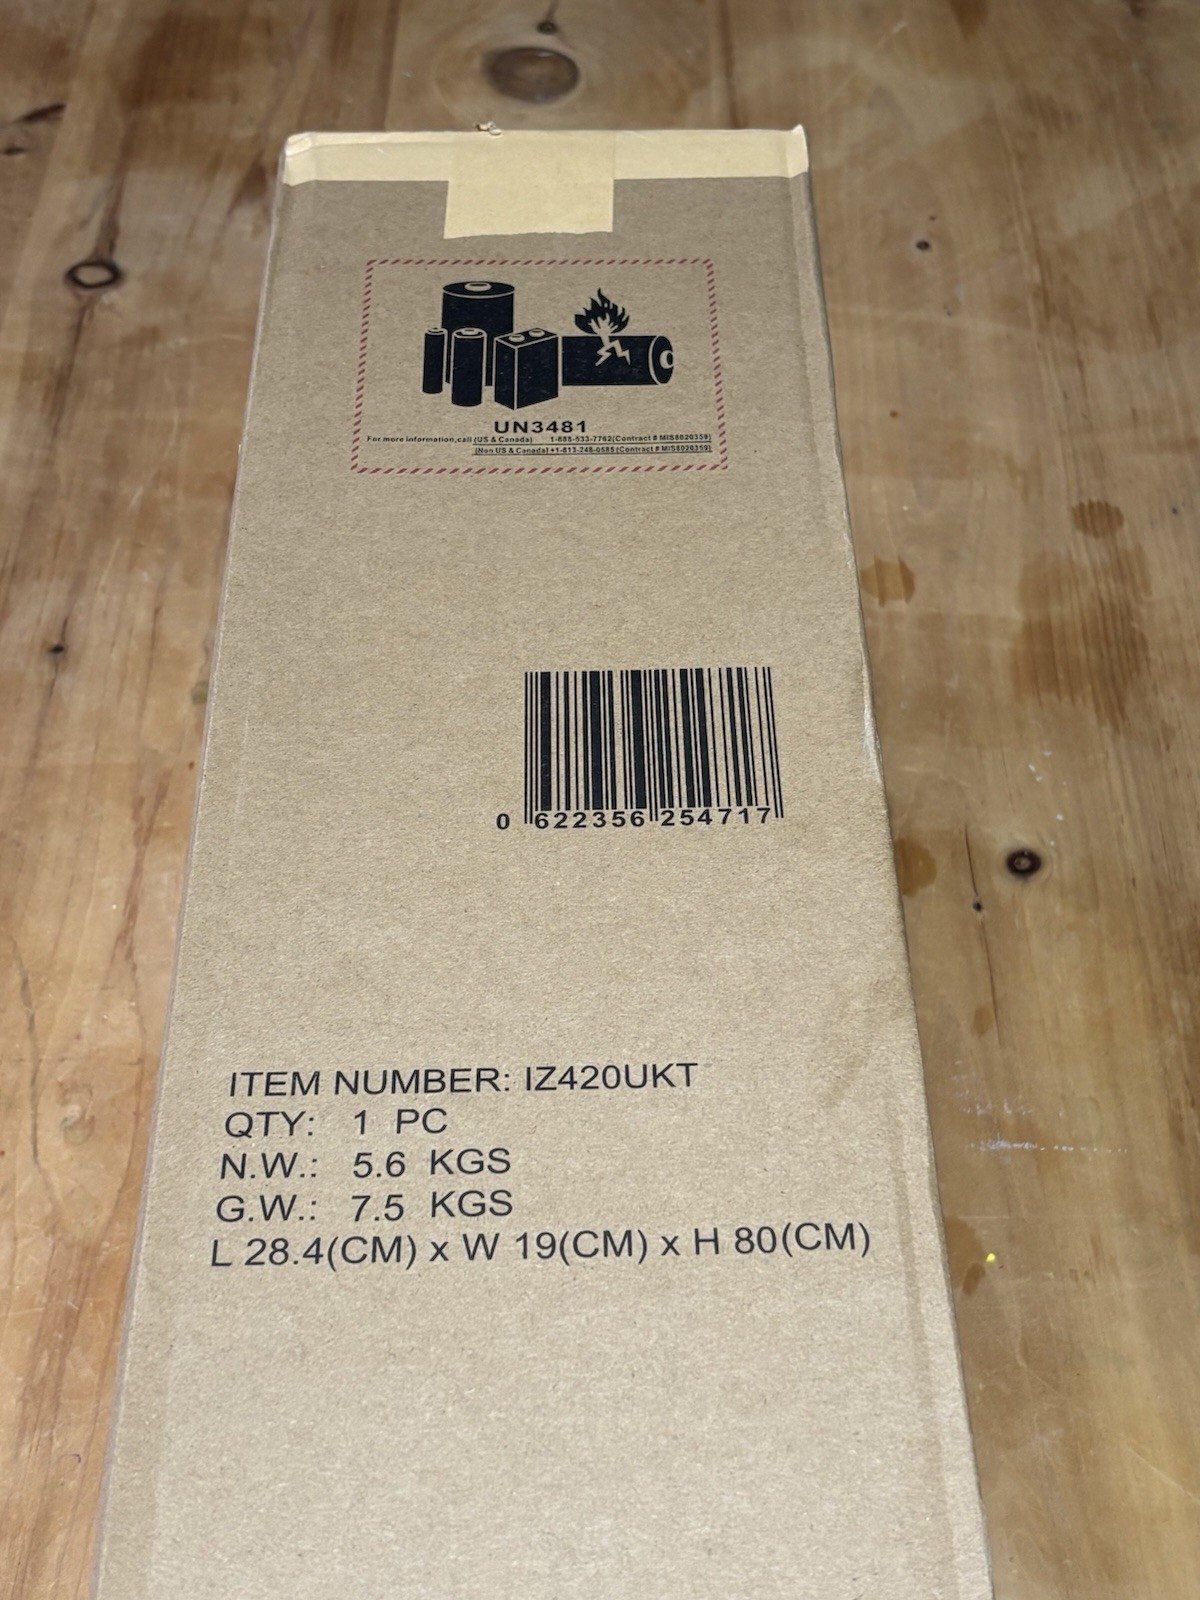 UN3481
For more information,call (US & Canada) 1-888-533-7762(Contract # MIS8020359)
(Non US & Canada) +1-813-248-0585 (Contract # MIS8020359)
0 622356 254717
ITEM NUMBER: IZ420UKT
QTY: 1 PC
N.W.: 5.6 KGS
G.W.: 7.5 KGS
L 28.4(CM) x W 19(CM) x H 80(CM)